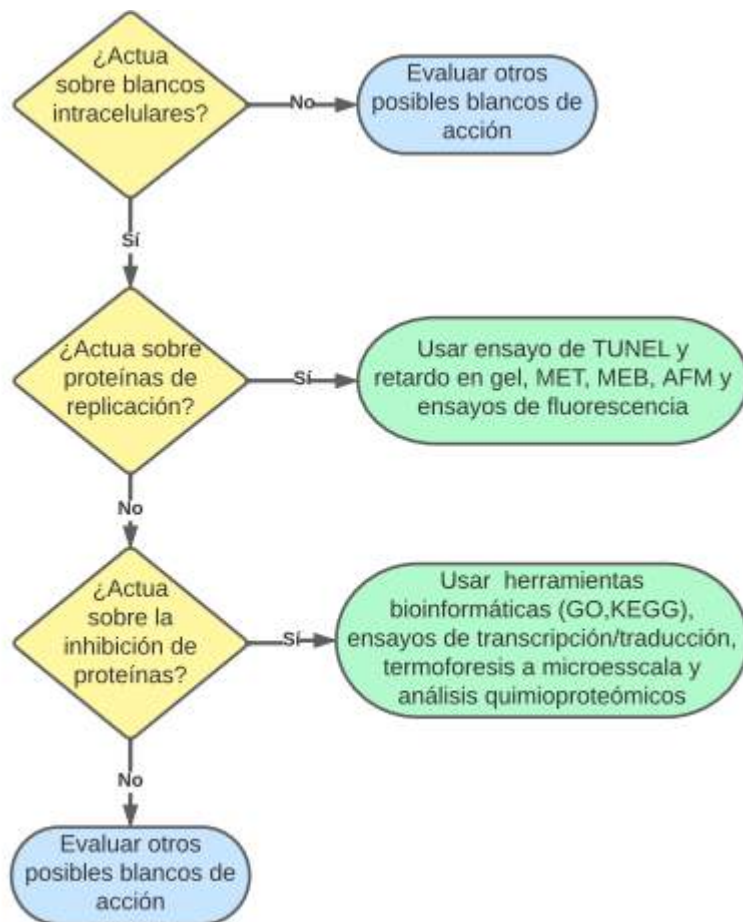 ¿Actua
sobre blancos
intracelulares?
No
Evaluar otros
posibles blancos de
acción
Sí
¿Actua sobre
proteínas de
replicación?
Sí
Usar ensayo de TUNEL y
retardo en gel, MET, MEB, AFM y
ensayos de fluorescencia
No
¿Actua
sobre la
inhibición de
proteínas?
Sí
Usar herramientas
bioinformáticas (GO,KEGG),
ensayos de transcripción/traducción,
termoforesis a microesscala y
análisis quimioproteómicos
No
Evaluar otros
posibles blancos de
acción